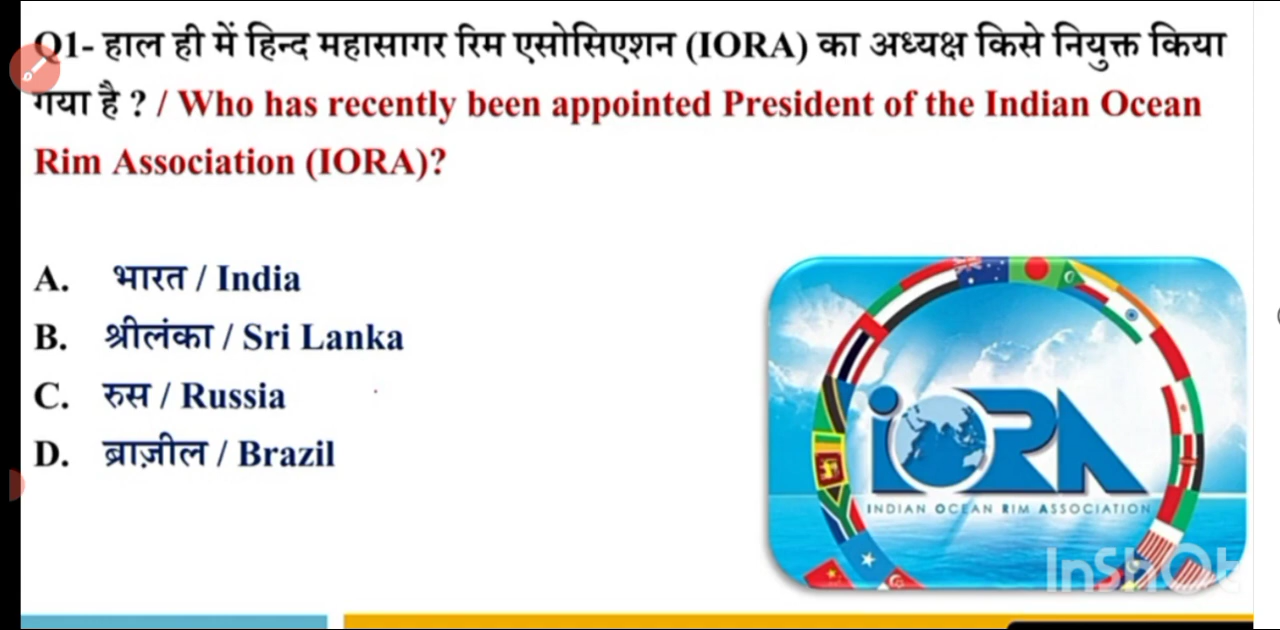 Q1- हाल ही में हिन्द महासागर रिम एसोसिएशन (IORA) का अध्यक्ष किसे नियुक्त किया
गया है ? / Who has recently been appointed President of the Indian Ocean
Rim Association (IORA)?
A. भारत / India
B. श्रीलंका / Sri Lanka
C. रुस / Russia
D. ब्राज़ील / Brazil
iORA
INDIAN OCEAN RIM ASSOCIATION
InShOt